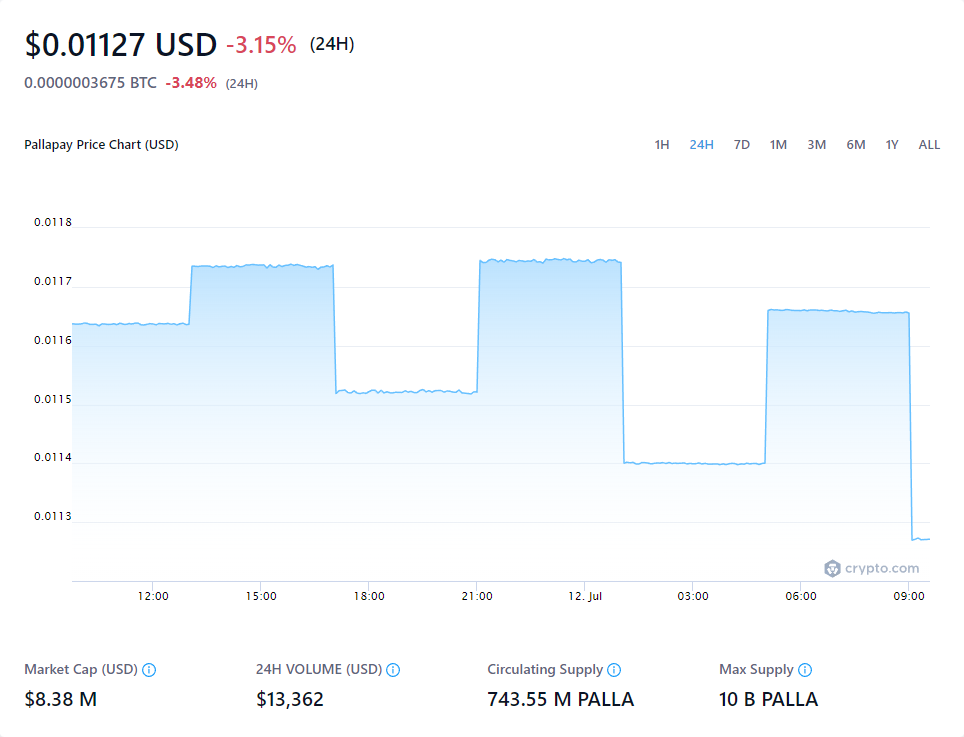 $0.01127 USD -3.15% (24H)
0.0000003675 BTC -3.48% (24H)
Pallapay Price Chart (USD) 1H 24H 7D 1M 3M 6M 1Y ALL
0.0118
0.0117
0.0116
0.0115
0.0114
0.0113
crypto.com
12:00 15:00 18:00 21:00 12. Jul 03:00 06:00 09:00
Market Cap (USD) 24H VOLUME (USD) Circulating Supply Max Supply
$8.38 M $13,362 743.55 M PALLA 10 B PALLA